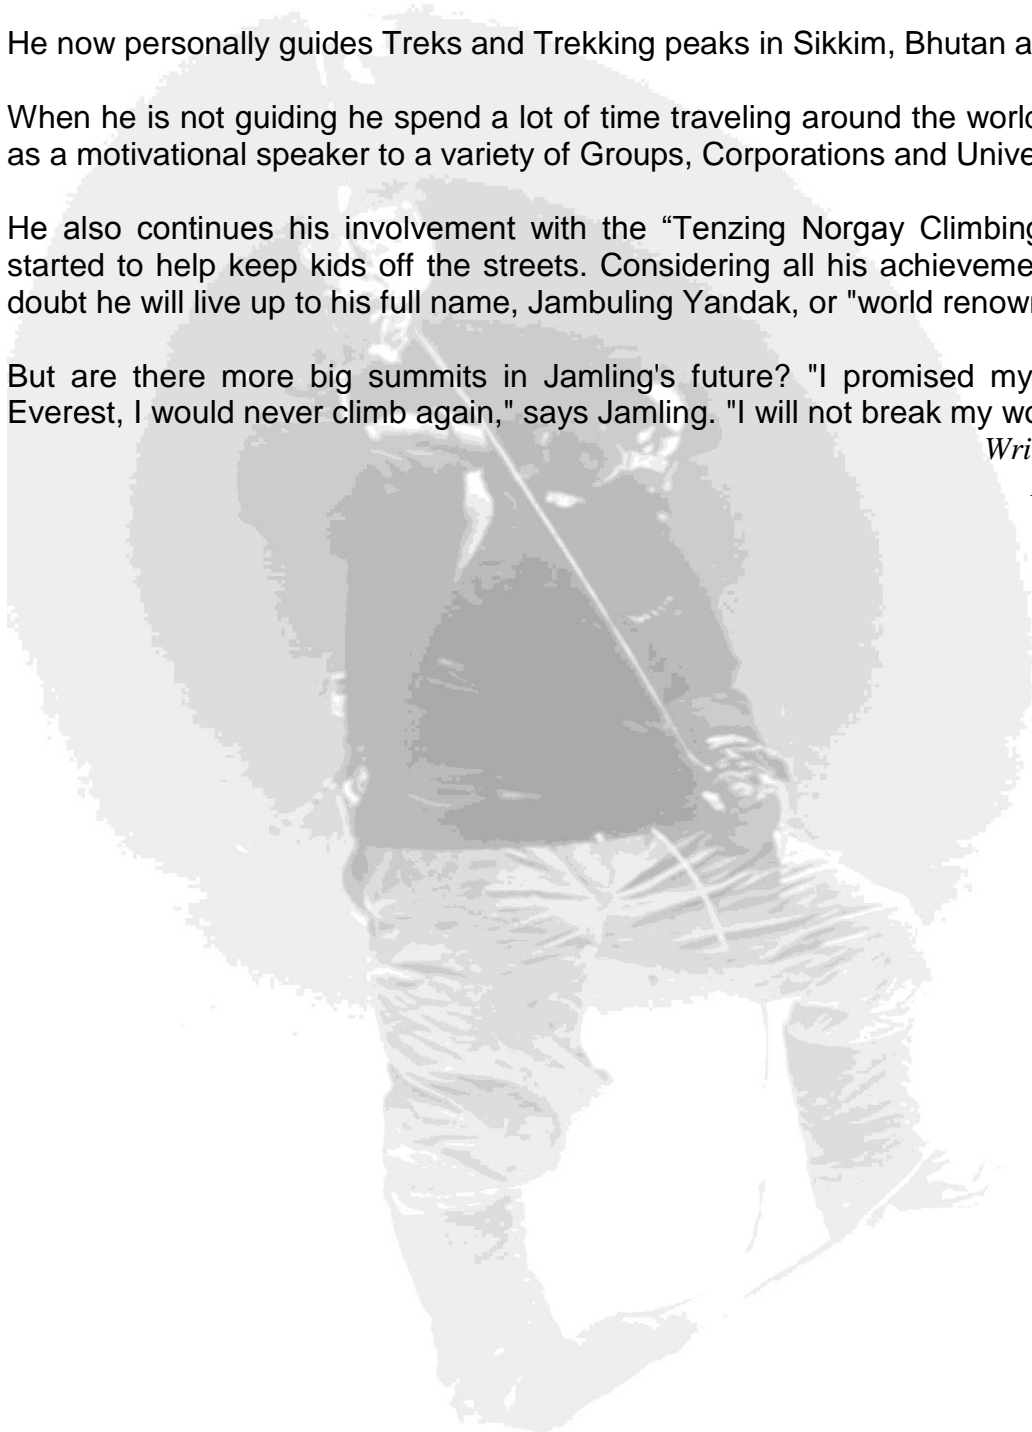 He now personally guides Treks and Trekking peaks in Sikkim, Bhutan a
When he is not guiding he spend a lot of time traveling around the world
as a motivational speaker to a variety of Groups, Corporations and Unive
He also continues his involvement with the “Tenzing Norgay Climbing
started to help keep kids off the streets. Considering all his achieveme
doubt he will live up to his full name, Jambuling Yandak, or "world renown
But are there more big summits in Jamling's future? "I promised my
Everest, I would never climb again," says Jamling. "I will not break my wo
Wri